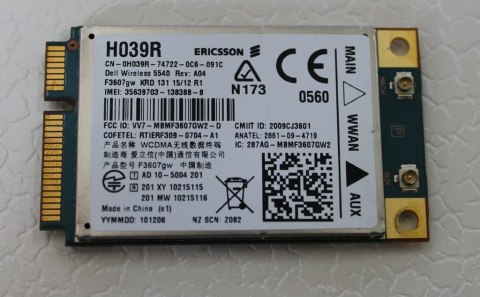 H039R
ERICSSON
CN - 0H039R - 74722 - 0C6 - 091C
Dell Wireless 5540 Rev: A04
F3607gw KRD 131 15/12 R1
IMEI: 35639703 - 138388 - 6
N173
CE
0560
FCC ID: VV7 - MBMF3607GW2 - D
CMIIT ID: 2009CJ3601
COFETEL: RTIERF309 - 0704 - A1
ANATEL: 2861 - 09 - 4719
产品名称: WCDMA无线数据终端
IC: 287AG - MBMF3607GW2
制造商 爱立信(中国)通信有限公司
型号: F3607gw 中国制造
T AD 10 - 5004 201
R 201 XY 10215115
201 MW 10215116
Made in China (e1)
YYMMDD: 101206
NZ SCN: Z082
MAIN
WWAN
AUX